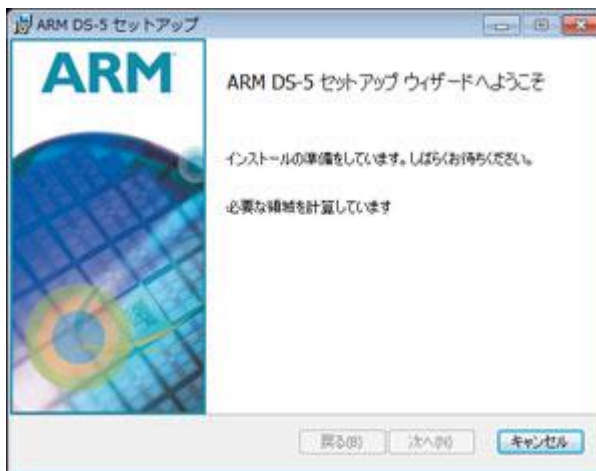 ARM DS-5 セットアップ
ARM
ARM DS-5 セットアップ ウィザードへようこそ
インストールの準備をしています。しばらくお待ちください。
必要な領域を計算しています
戻る(B)
次へ(N)
キャンセル